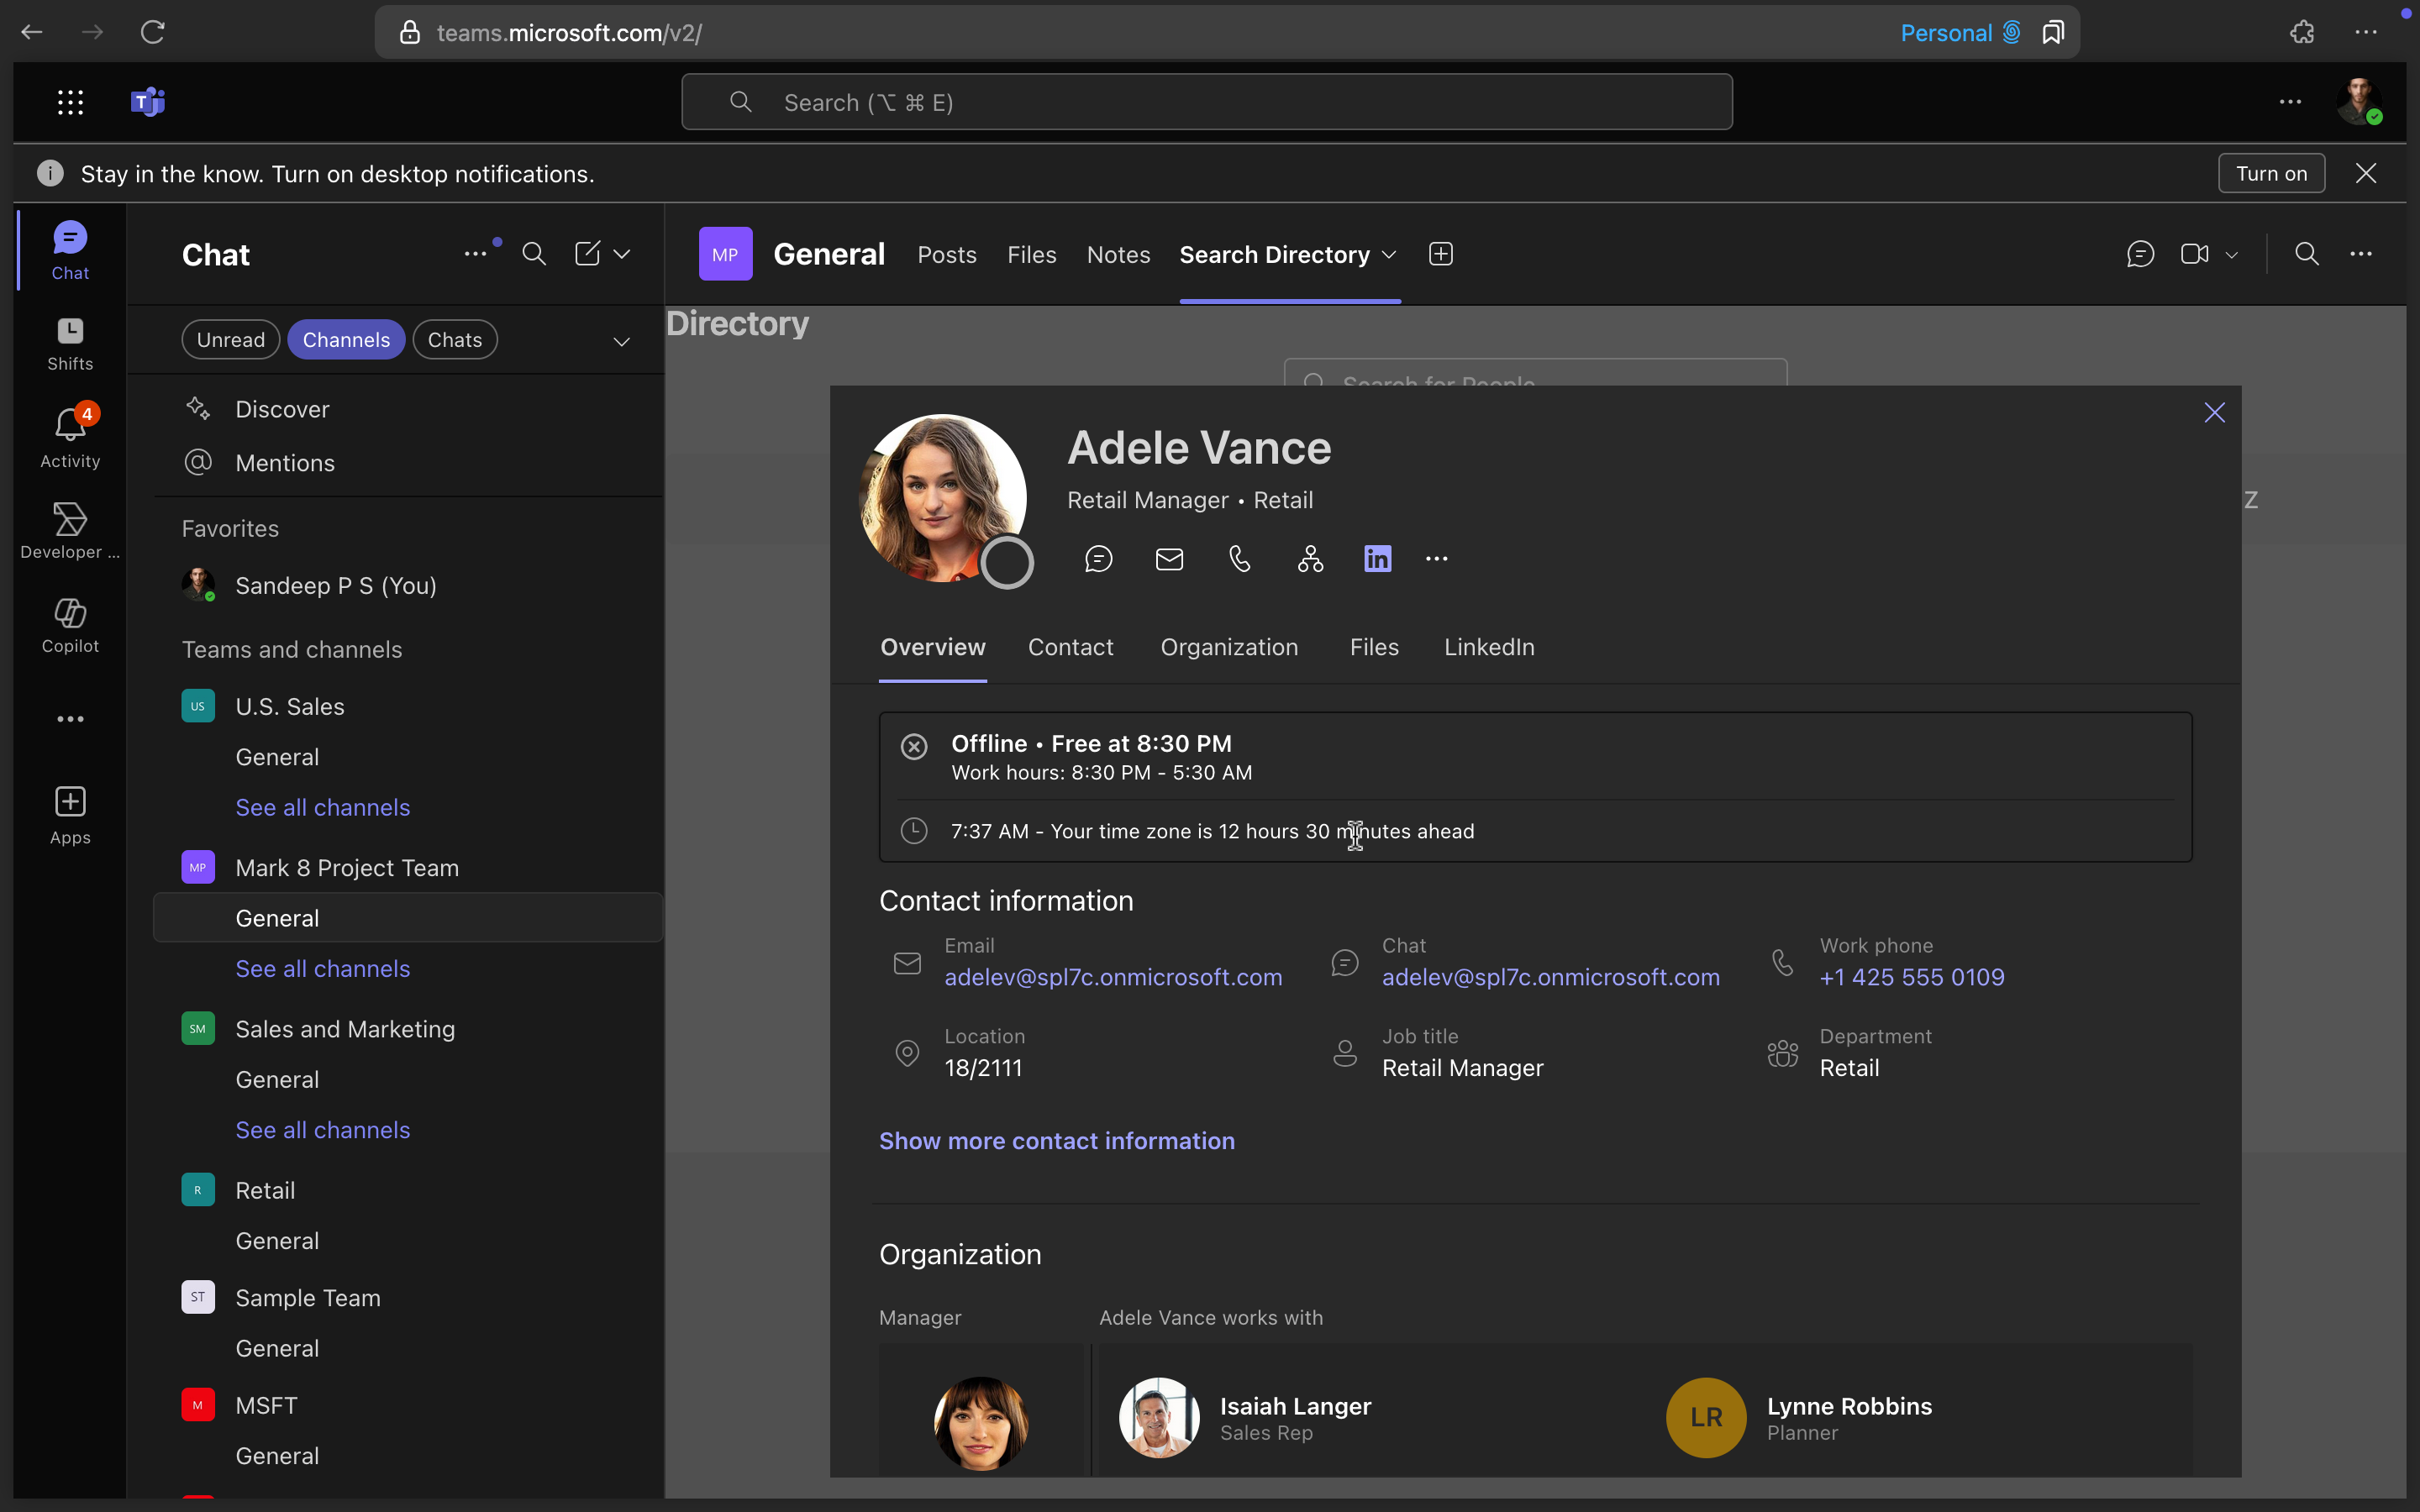 teams.microsoft.com/v2/
Personal
T
Search (⌥ ⌘ E)
Stay in the know. Turn on desktop notifications.
Turn on
Chat
Shifts
4
Activity
Developer ...
Copilot
Apps
Chat
Unread
Channels
Chats
Discover
Mentions
Favorites
Sandeep P S (You)
Teams and channels
US
U.S. Sales
General
See all channels
MP
Mark 8 Project Team
General
See all channels
SM
Sales and Marketing
General
See all channels
R
Retail
General
ST
Sample Team
General
M
MSFT
General
MP
General
Posts
Files
Notes
Search Directory
Directory
Search for People
Z
Adele Vance
Retail Manager • Retail
in
Overview
Contact
Organization
Files
LinkedIn
Offline • Free at 8:30 PM
Work hours: 8:30 PM - 5:30 AM
7:37 AM - Your time zone is 12 hours 30 minutes ahead
Contact information
Email
adelev@spl7c.onmicrosoft.com
Chat
adelev@spl7c.onmicrosoft.com
Work phone
+1 425 555 0109
Location
18/2111
Job title
Retail Manager
Department
Retail
Show more contact information
Organization
Manager
Adele Vance works with
Isaiah Langer
Sales Rep
LR
Lynne Robbins
Planner